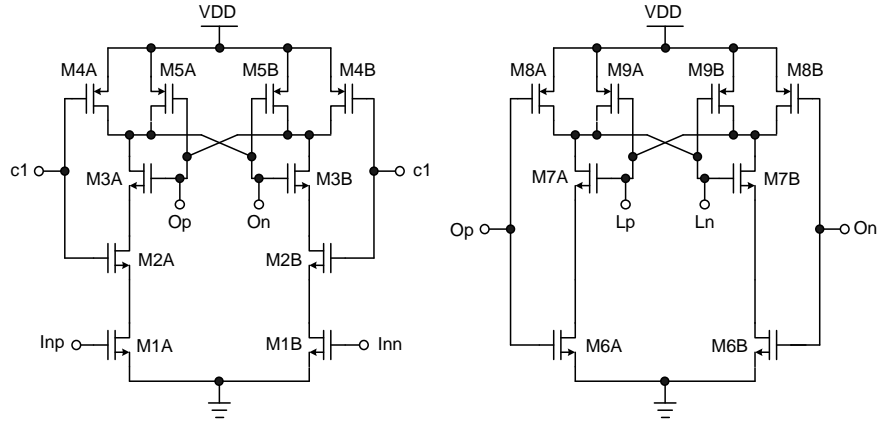 VDD
VDD
M4A
M5A
M5B
M4B
M8A
M9A
M9B
M8B
c1
M3A
M3B
c1
M7A
M7B
Op
On
Lp
Ln
Op
On
M2A
M2B
Inp
M1A
M1B
Inn
M6A
M6B